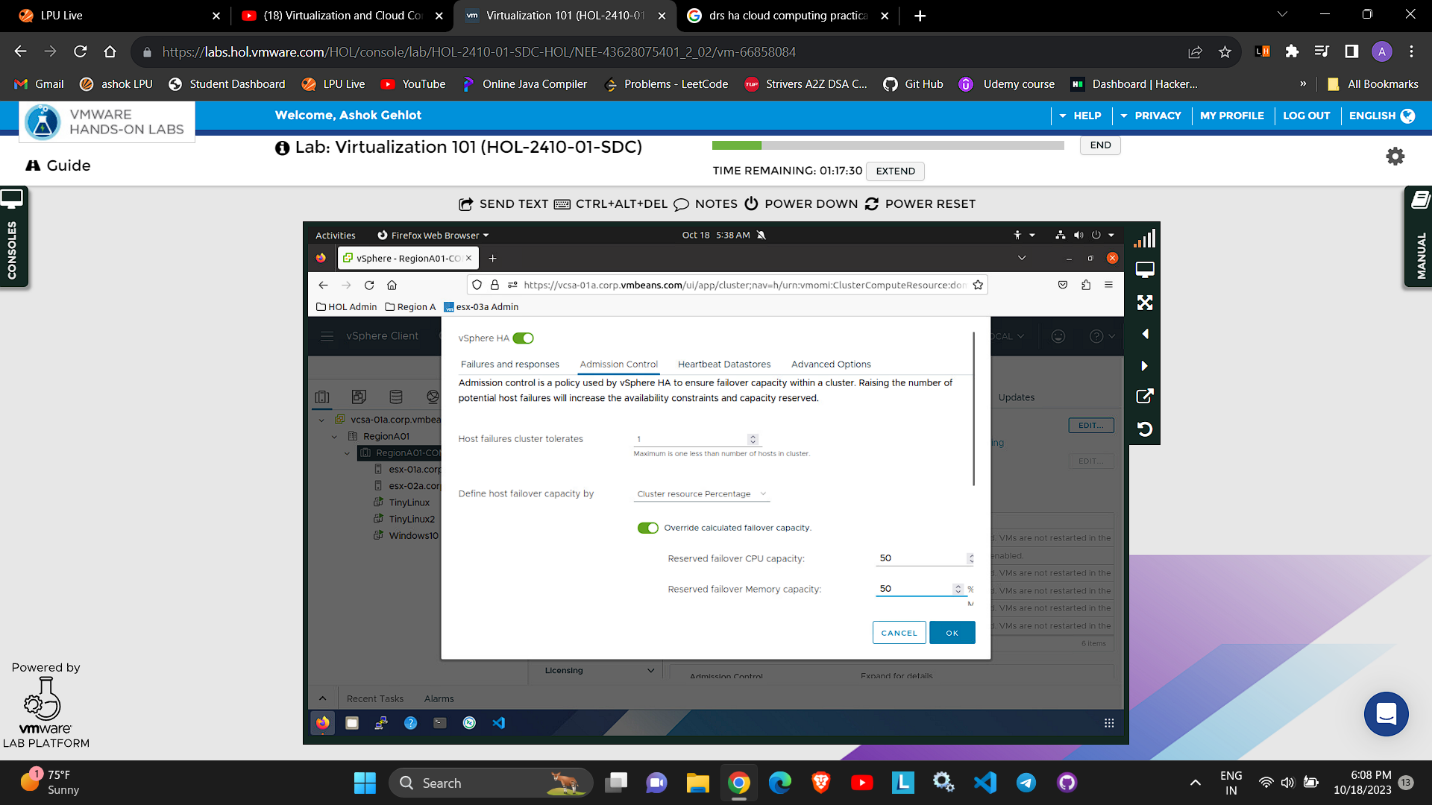 LPU Live
(18) Virtualization and Cloud Co
Virtualization 101 (HOL-2410-01
drs ha cloud computing practica
https://labs.hol.vmware.com/HOL/console/lab/HOL-2410-01-SDC-HOL/NEE-43628075401_2_02/vm-66858084
A
Gmail
ashok LPU
Student Dashboard
LPU Live
YouTube
Online Java Compiler
Problems - LeetCode
Strivers A2Z DSA C...
Git Hub
Udemy course
Dashboard | Hacker...
»
All Bookmarks
VMWARE
HANDS-ON LABS
Welcome, Ashok Gehlot
HELP
PRIVACY
MY PROFILE
LOG OUT
ENGLISH
Guide
Lab: Virtualization 101 (HOL-2410-01-SDC)
END
TIME REMAINING: 01:17:30
EXTEND
CONSOLES
MANUAL
SEND TEXT
CTRL+ALT+DEL
NOTES
POWER DOWN
POWER RESET
Activities
Firefox Web Browser
Oct 18 5:38 AM
vSphere - RegionA01-CO
https://vcsa-01a.corp.vmbeans.com/ui/app/cluster;nav=h/urn:vmomi:ClusterComputeResource:dor
HOL Admin
Region A
esx-03a Admin
vSphere Client
OCAL
vcsa-01a.corp.vmbea
RegionA01
RegionA01-CO
esx-01a.corp
esx-02a.corp
TinyLinux
TinyLinux2
Windows10
vSphere HA
Failures and responses
Admission Control
Heartbeat Datastores
Advanced Options
Admission control is a policy used by vSphere HA to ensure failover capacity within a cluster. Raising the number of
potential host failures will increase the availability constraints and capacity reserved.
Host failures cluster tolerates
1
Maximum is one less than number of hosts in cluster.
Define host failover capacity by
Cluster resource Percentage
Override calculated failover capacity.
Reserved failover CPU capacity:
50
Reserved failover Memory capacity:
50
%
CANCEL
OK
Updates
EDIT...
ing
EDIT...
d. VMs are not restarted in the
enabled.
d. VMs are not restarted in the
d. VMs are not restarted in the
d. VMs are not restarted in the
d. VMs are not restarted in the
6 items
Licensing
Admission Control
Expand for details
Recent Tasks
Alarms
Powered by
vmware
LAB PLATFORM
1
75°F
Sunny
Search
ENG
IN
6:08 PM
10/18/2023
13